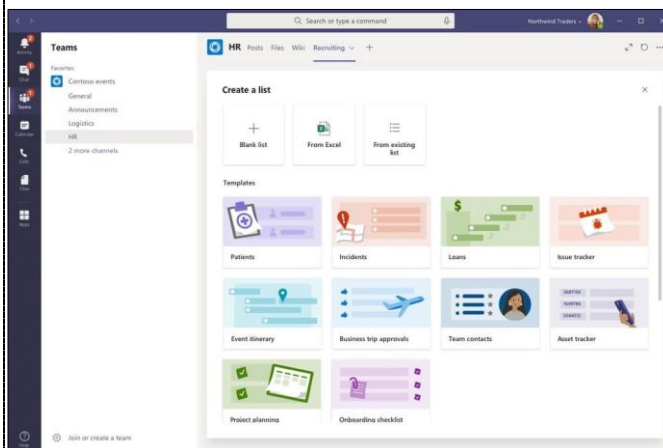 Search or type a command
Northwind Traders
Activity
Chat
Teams
Calendar
Calls
Files
Apps
Help
Teams
Favorites
Contoso events
General
Announcements
Logistics
HR
2 more channels
Join or create a team
HR Posts Files Wiki Recruiting
Create a list
Blank list
From Excel
From existing
list
Templates
Patients
Incidents
Loans
Issue tracker
Event itinerary
Business trip approvals
Team contacts
Asset tracker
Project planning
Onboarding checklist